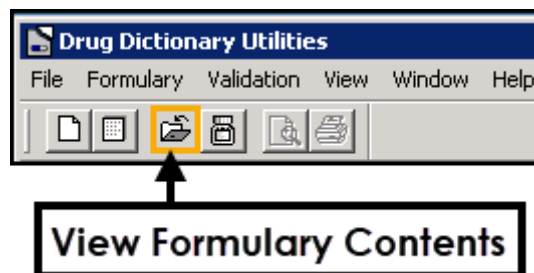 Drug Dictionary Utilities
File Formulary Validation View Window Help
View Formulary Contents